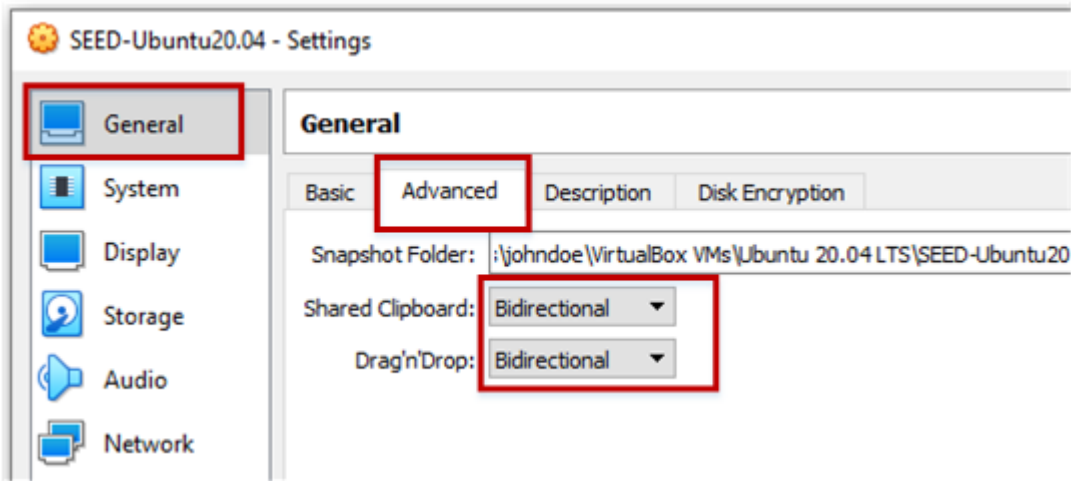 SEED-Ubuntu20.04 - Settings
General
System
Display
Storage
Audio
Network
General
Basic Advanced Description Disk Encryption
Snapshot Folder: :\johndoe\VirtualBox VMs\Ubuntu 20.04 LTS\SEED-Ubuntu20
Shared Clipboard: Bidirectional
Drag'n'Drop: Bidirectional